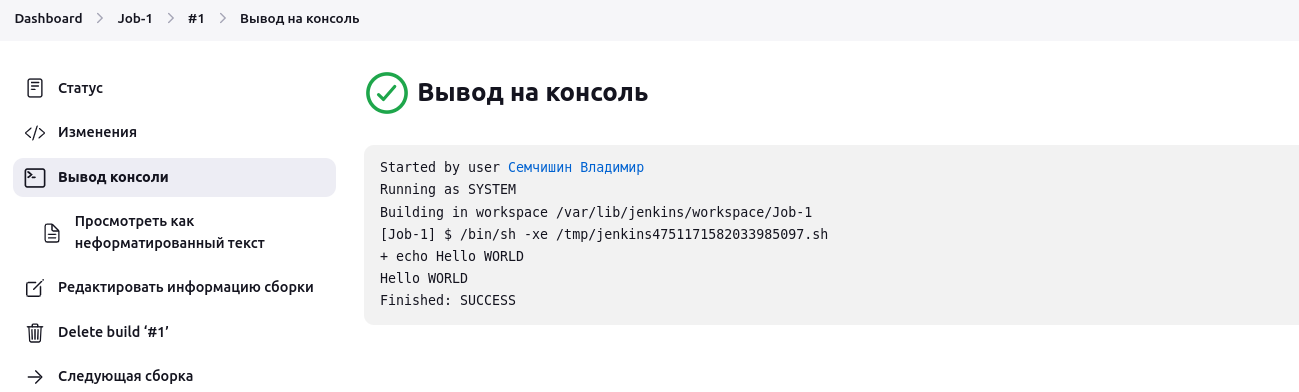 Dashboard > Job-1 > #1 > Вывод на консоль
Статус
Изменения
Вывод консоли
Просмотреть как
неформатированный текст
Редактировать информацию сборки
Delete build ‘#1’
Следующая сборка
Вывод на консоль
Started by user Семчишин Владимир
Running as SYSTEM
Building in workspace /var/lib/jenkins/workspace/Job-1
[Job-1] $ /bin/sh -xe /tmp/jenkins4751171582033985097.sh
+ echo Hello WORLD
Hello WORLD
Finished: SUCCESS